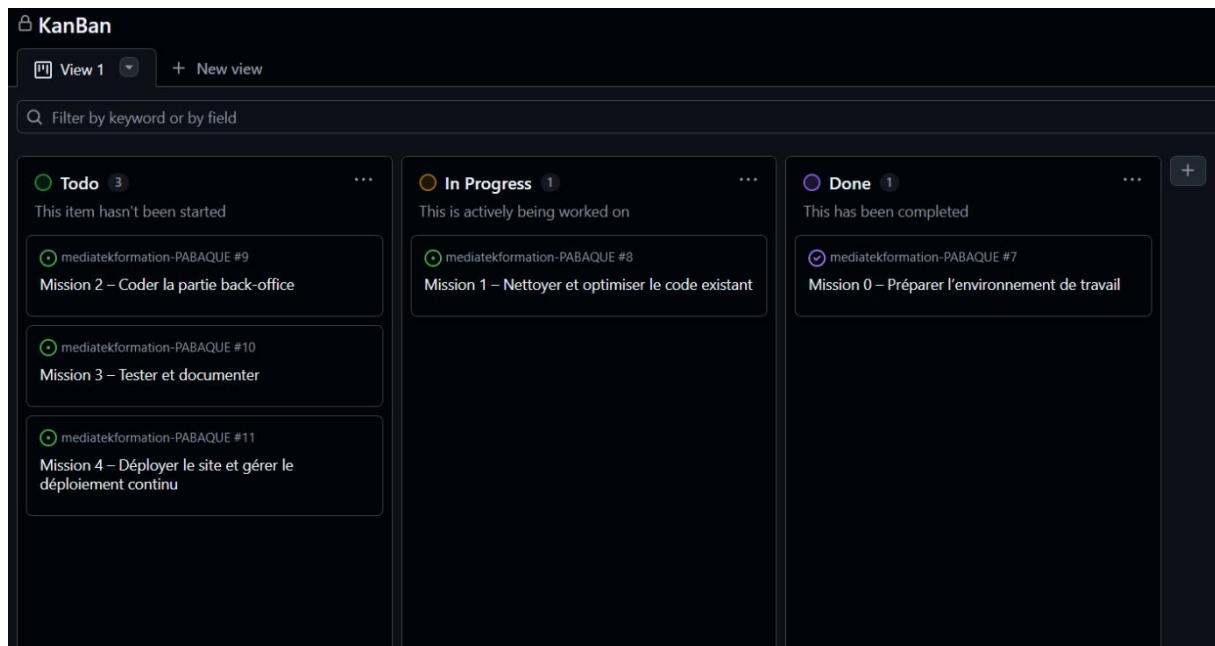 KanBan
View 1
+ New view
Filter by keyword or by field
Todo 3
This item hasn't been started
mediatekformation-PABAQUE #9
Mission 2 – Coder la partie back-office
mediatekformation-PABAQUE #10
Mission 3 – Tester et documenter
mediatekformation-PABAQUE #11
Mission 4 – Déployer le site et gérer le
déploiement continu
In Progress 1
This is actively being worked on
mediatekformation-PABAQUE #8
Mission 1 – Nettoyer et optimiser le code existant
Done 1
This has been completed
mediatekformation-PABAQUE #7
Mission 0 – Préparer l’environnement de travail